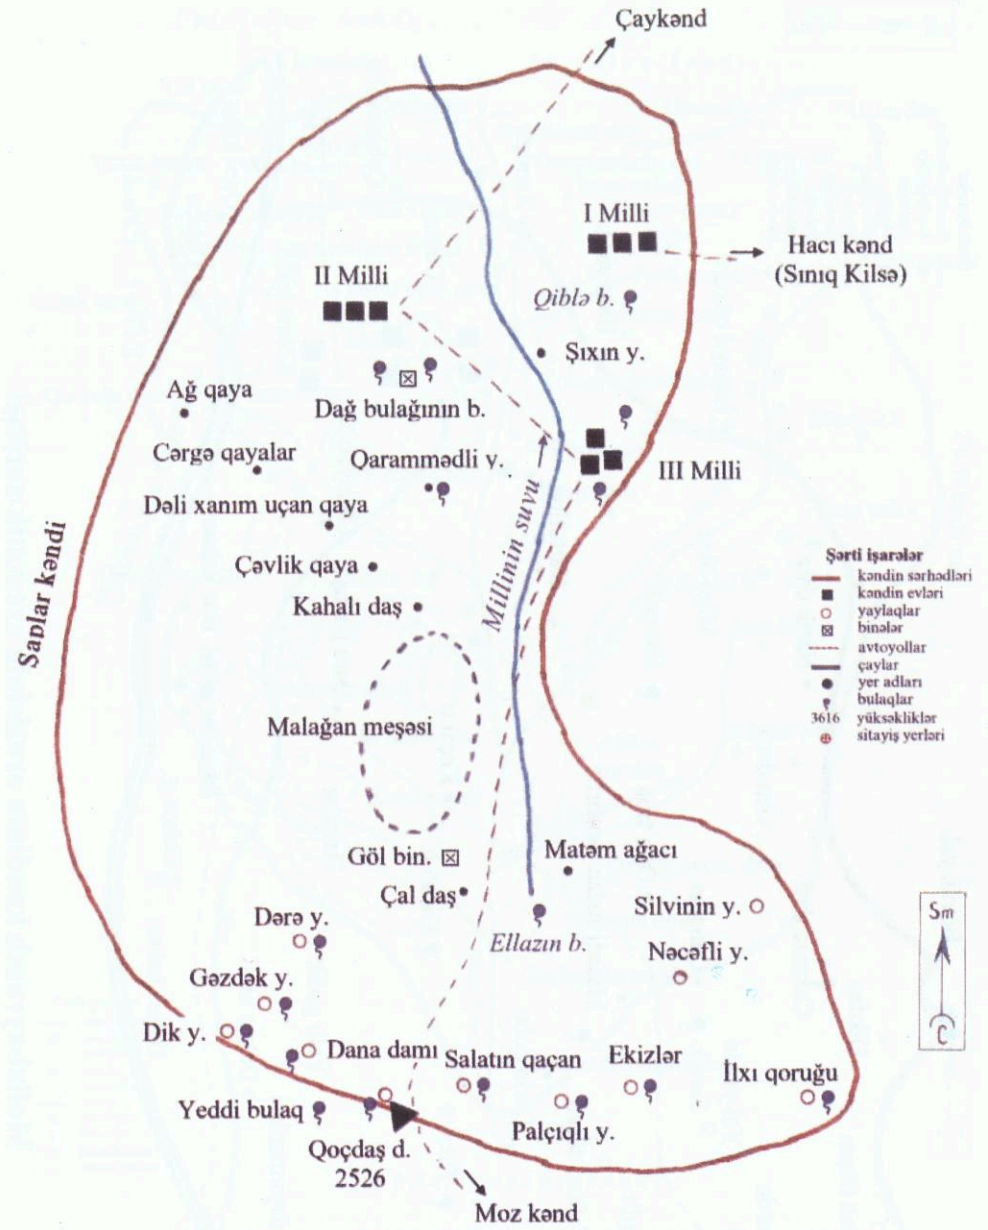 Çaykənd
I Milli
Hacı kənd
(Sınıq Kilsə)
II Milli
Qiblə b.
Şıxın y.
Ağ qaya
Dağ bulağının b.
Cərgə qayalar
Qarammədli y.
III Milli
Dəli xanım uçan qaya
Millinin suyu
Saplar kəndi
Çəvlik qaya
Kahalı daş
Şərti işarələr
kəndin sərhədləri
kəndin evləri
yaylaqlar
binələr
avtoyollar
çaylar
yer adları
bulaqlar
3616 yüksəkliklər
sitayiş yerləri
Malağan meşəsi
Göl bin.
Matəm ağacı
Çal daş
Silvinin y.
Dərə y.
Ellazın b.
Nəcəfli y.
Sm
C
Gəzdək y.
Dik y.
Dana damı
Salatın qaçan
Ekizlər
İlxı qoruğu
Yeddi bulaq
Palçıqlı y.
Qoçdaş d.
2526
Moz kənd